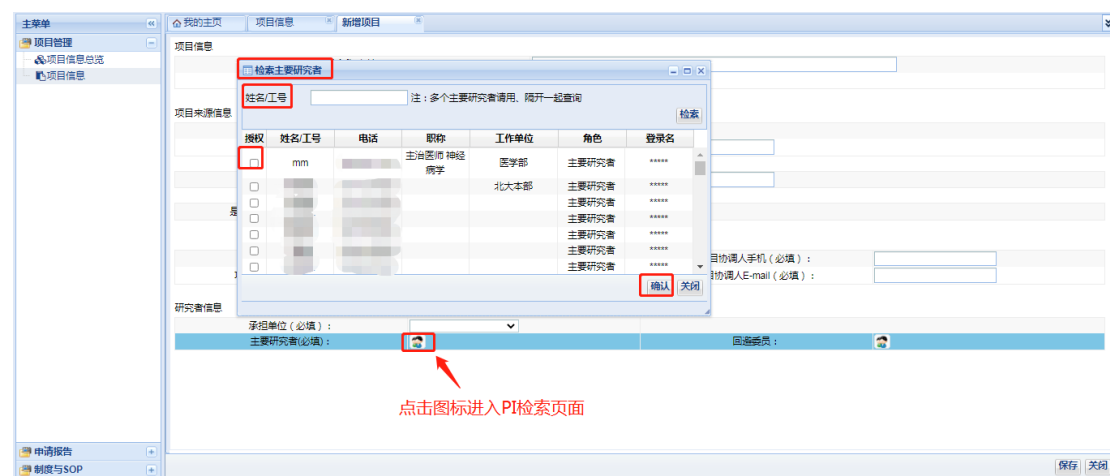 主菜单
我的主页 项目信息 新增项目
项目管理
项目信息总览
项目信息
项目信息
检索主要研究者
姓名/工号 注：多个主要研究者请用、隔开一起查询
检索
项目来源信息
授权 姓名/工号 电话 职称 工作单位 角色 登录名
mm 主治医师 神经病学 医学部 主要研究者 *****
北大本部 主要研究者 *****
主要研究者 *****
主要研究者 *****
主要研究者 *****
主要研究者 *****
主要研究者 *****
目协调人手机（必填）：
协调人E-mail（必填）：
确认 关闭
研究者信息
承担单位（必填）：
主要研究者(必填)： 回避委员：
点击图标进入PI检索页面
申请报告
制度与SOP
保存 关闭